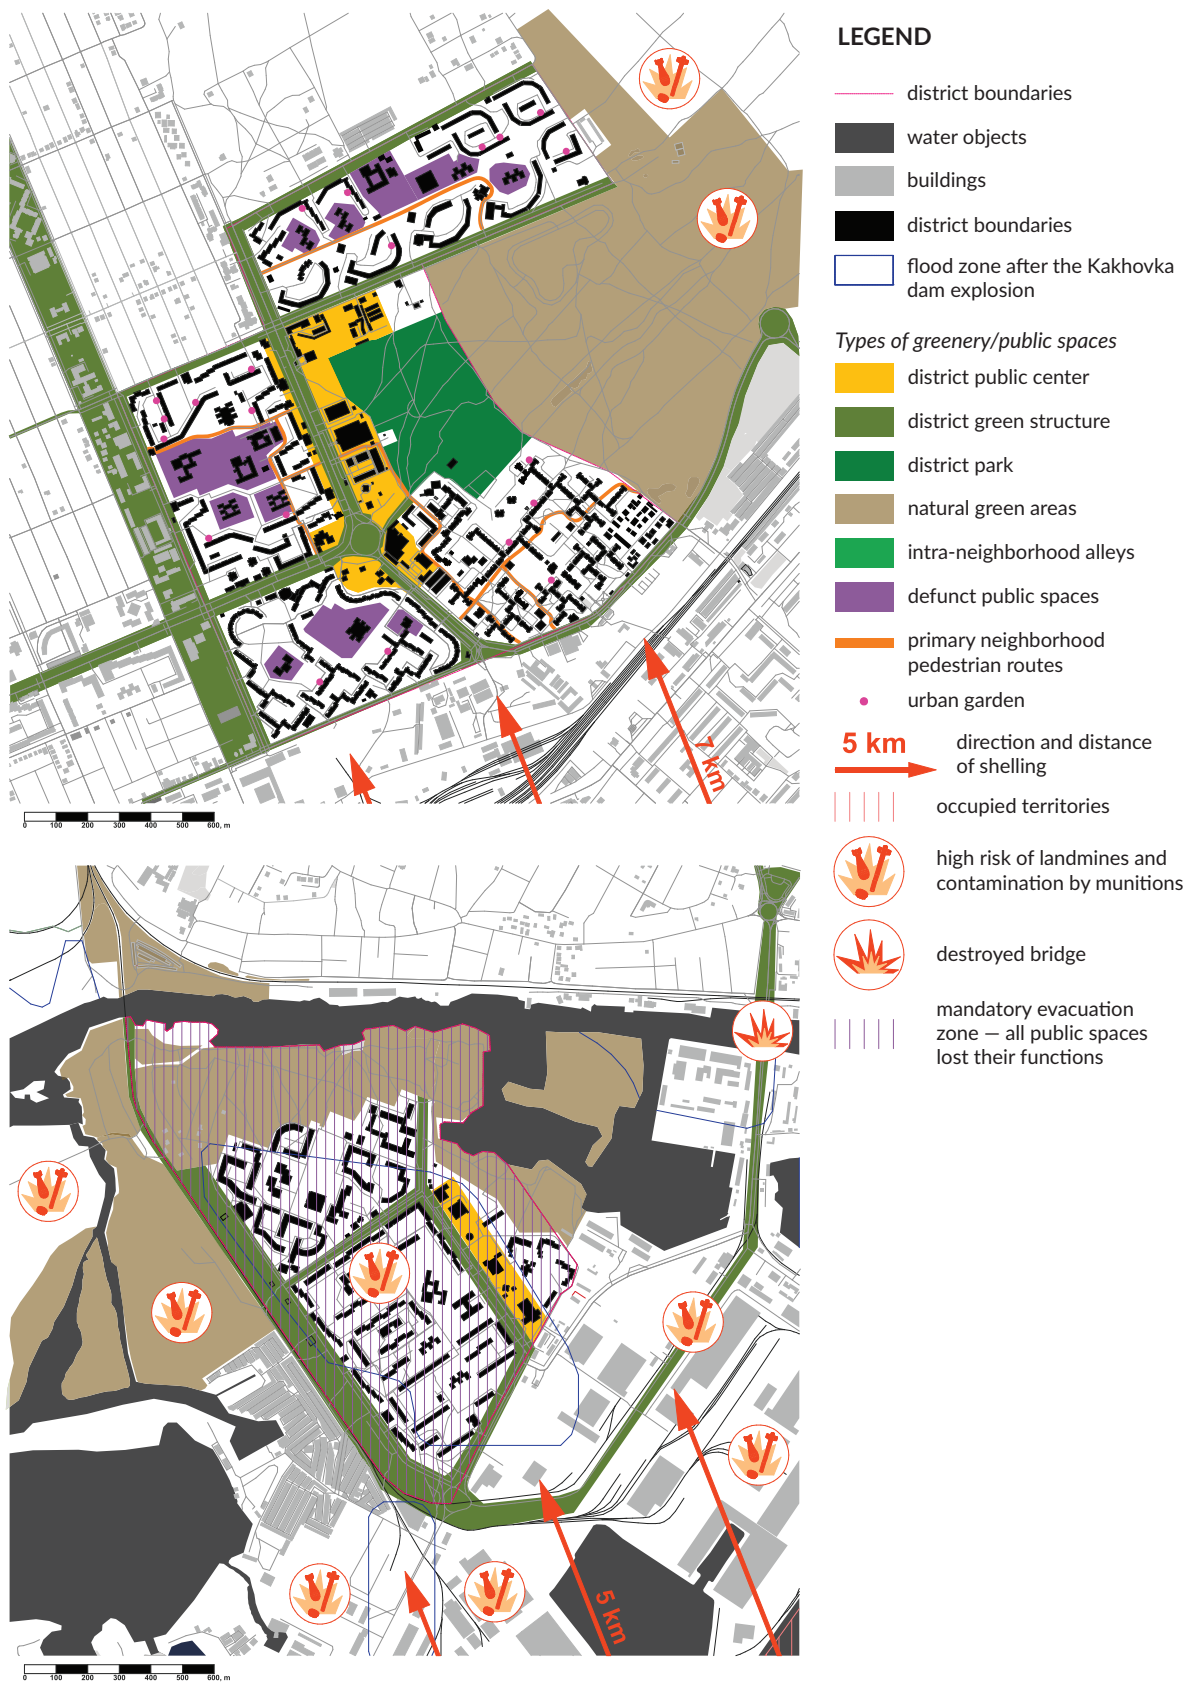 LEGEND
district boundaries
water objects
buildings
district boundaries
flood zone after the Kakhovka
dam explosion
Types of greenery/public spaces
district public center
district green structure
district park
natural green areas
intra-neighborhood alleys
defunct public spaces
primary neighborhood
pedestrian routes
urban garden
5 km
direction and distance
of shelling
occupied territories
high risk of landmines and
contamination by munitions
destroyed bridge
mandatory evacuation
zone — all public spaces
lost their functions
7 km
0 100 200 300 400 500 600, m
5 km
0 100 200 300 400 500 600, m